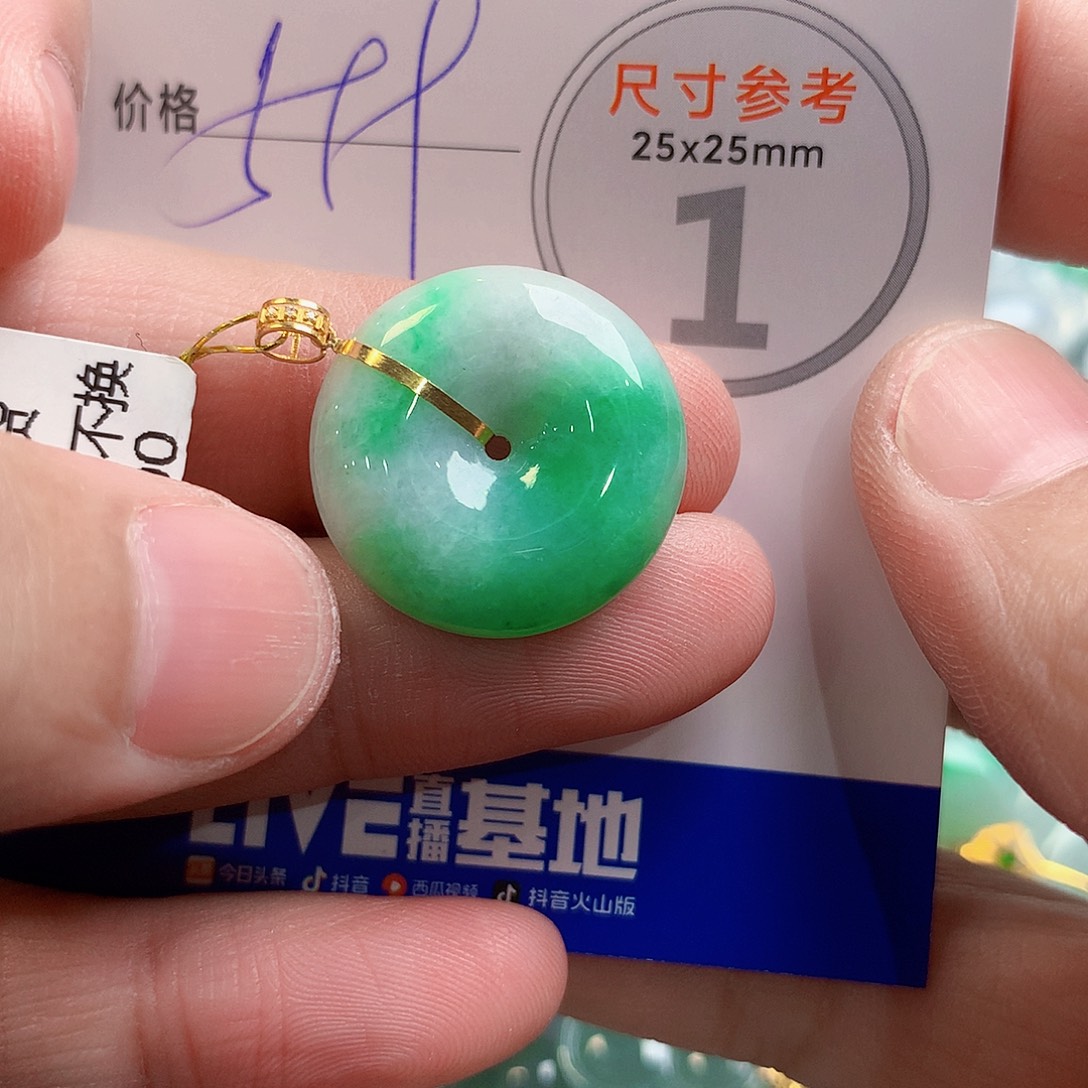 价格
尺寸参考
25x25mm
1
不换
LIVE 直播 基地
今日头条 抖音 西瓜视频 抖音火山版